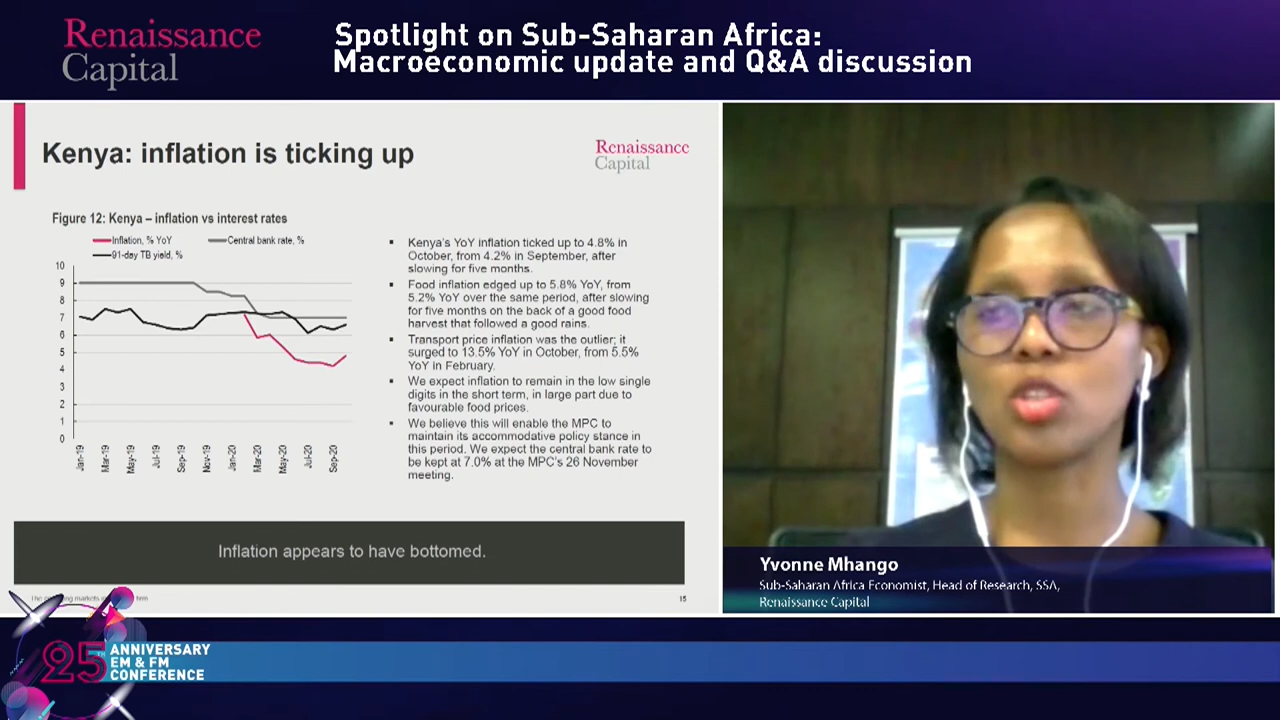 Renaissance
Capital
Spotlight on Sub-Saharan Africa:
Macroeconomic update and Q&A discussion
Kenya: inflation is ticking up
Renaissance
Capital
Figure 12: Kenya – inflation vs interest rates
Inflation, % YoY
Central bank rate, %
91-day TB yield, %
10
9
8
7
6
5
4
3
2
1
0
Jan-19
Mar-19
May-19
Jul-19
Sep-19
Nov-19
Jan-20
Mar-20
May-20
Jul-20
Sep-20
▪ Kenya's YoY inflation ticked up to 4.8% in
October, from 4.2% in September, after
slowing for five months.
▪ Food inflation edged up to 5.8% YoY, from
5.2% YoY over the same period, after slowing
for five months on the back of a good food
harvest that followed a good rains.
▪ Transport price inflation was the outlier; it
surged to 13.5% YoY in October, from 5.5%
YoY in February.
▪ We expect inflation to remain in the low single
digits in the short term, in large part due to
favourable food prices.
▪ We believe this will enable the MPC to
maintain its accommodative policy stance in
this period. We expect the central bank rate to
be kept at 7.0% at the MPC's 26 November
meeting.
Inflation appears to have bottomed.
15
Yvonne Mhango
Sub-Saharan Africa Economist, Head of Research, SSA,
Renaissance Capital
25TH
ANNIVERSARY
EM & FM
CONFERENCE